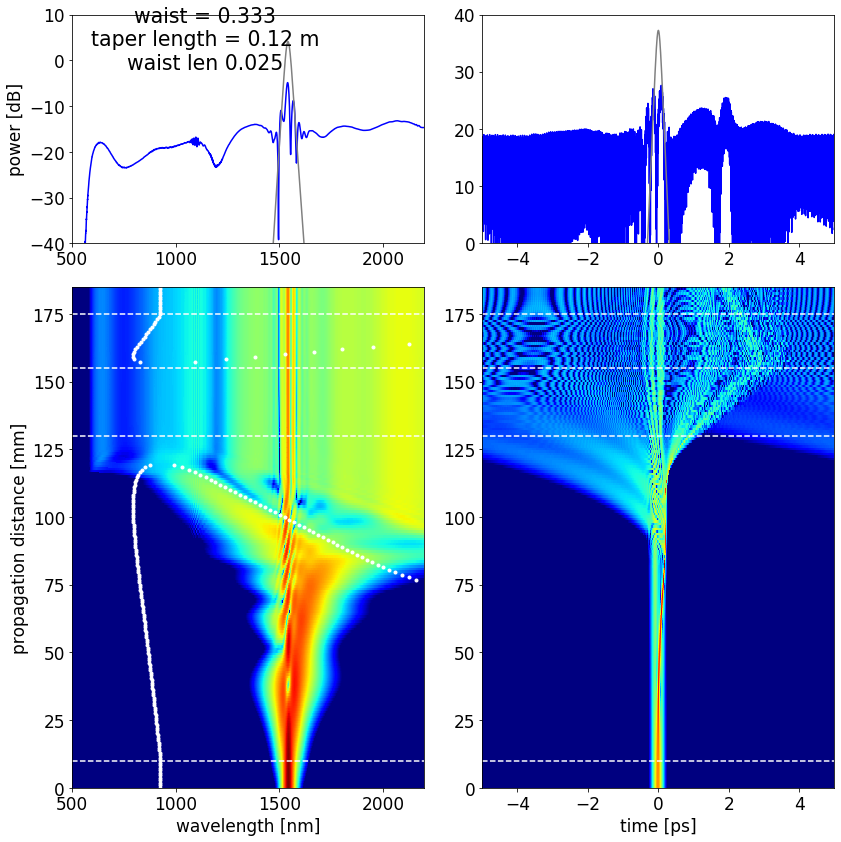 waist = 0.333
taper length = 0.12 m
waist len 0.025
power [dB]
10
0
−10
−20
−30
−40
500 1000 1500 2000
40
30
20
10
0
−4 −2 0 2 4
propagation distance [mm]
175
150
125
100
75
50
25
0
500 1000 1500 2000
wavelength [nm]
175
150
125
100
75
50
25
0
−4 −2 0 2 4
time [ps]